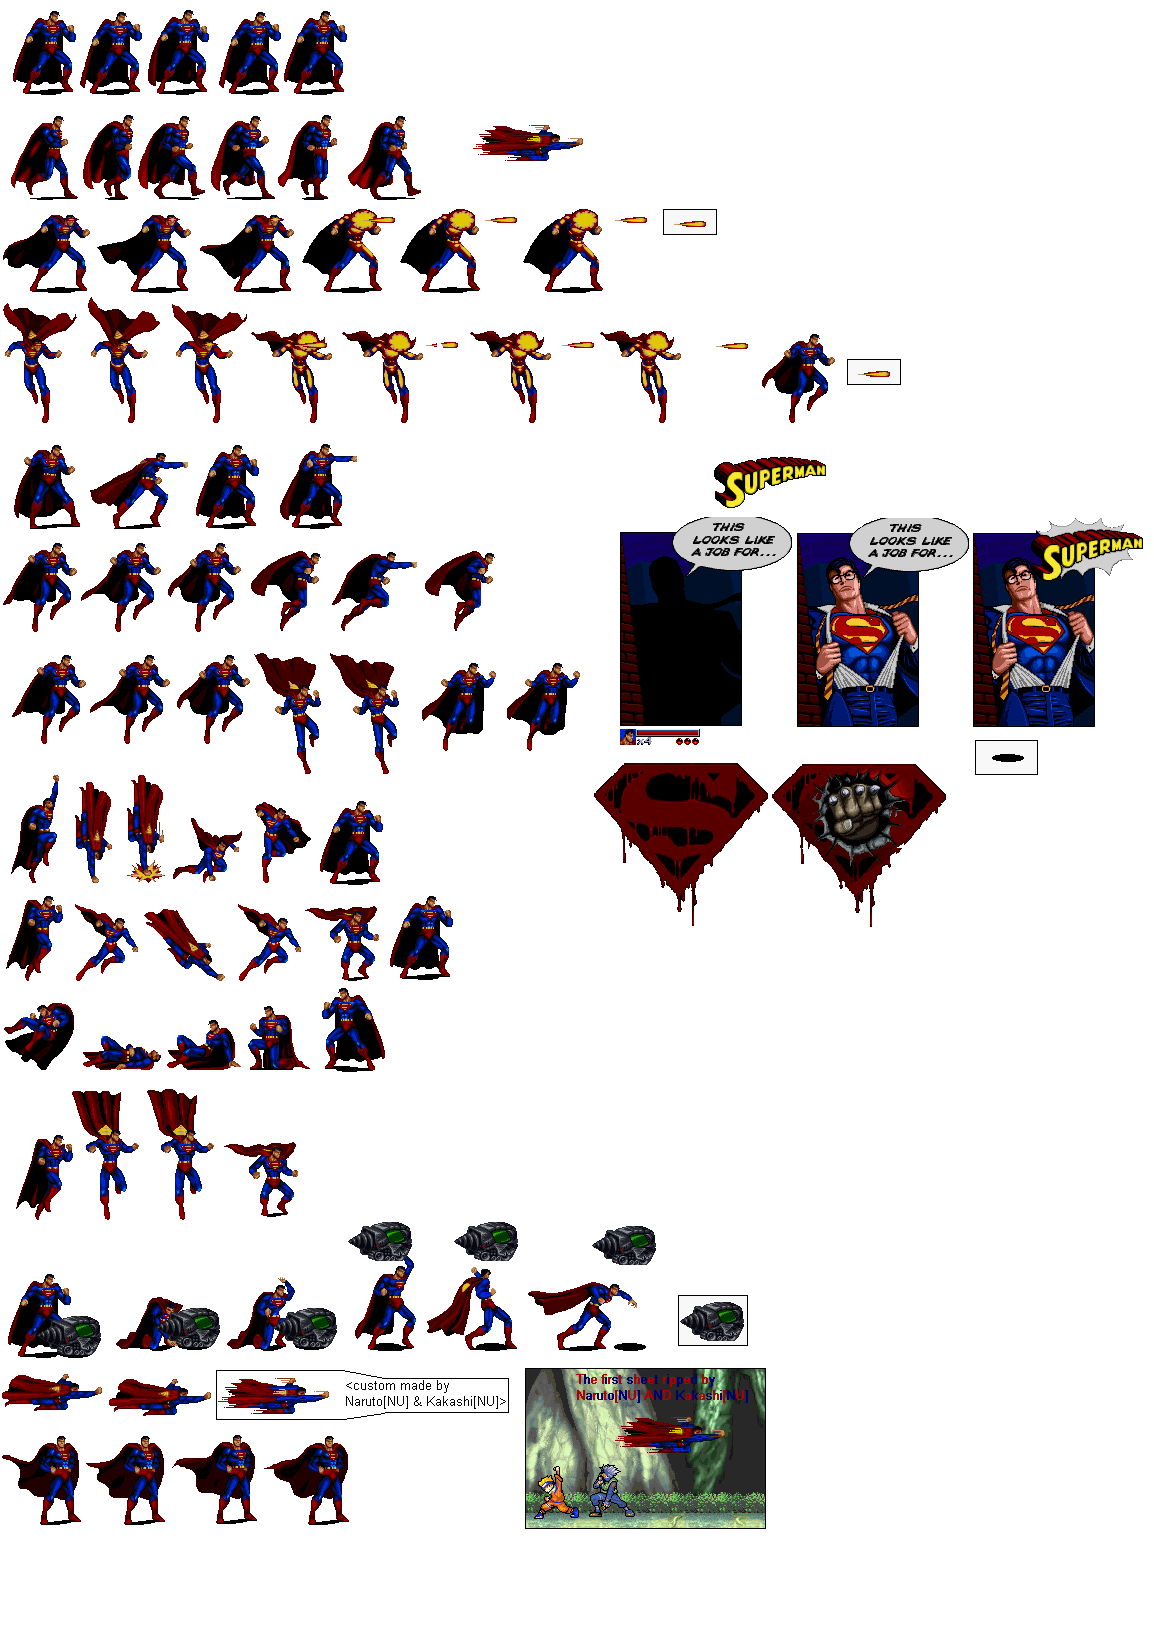 SUPERMAN
THIS
LOOKS LIKE
A JOB FOR...
THIS
LOOKS LIKE
A JOB FOR...
SUPERMAN
x4
<custom made by
Naruto[NU] & Kakashi[NU]>
The first sheet ripped by
Naruto[NU] AND Kakashi[NU]